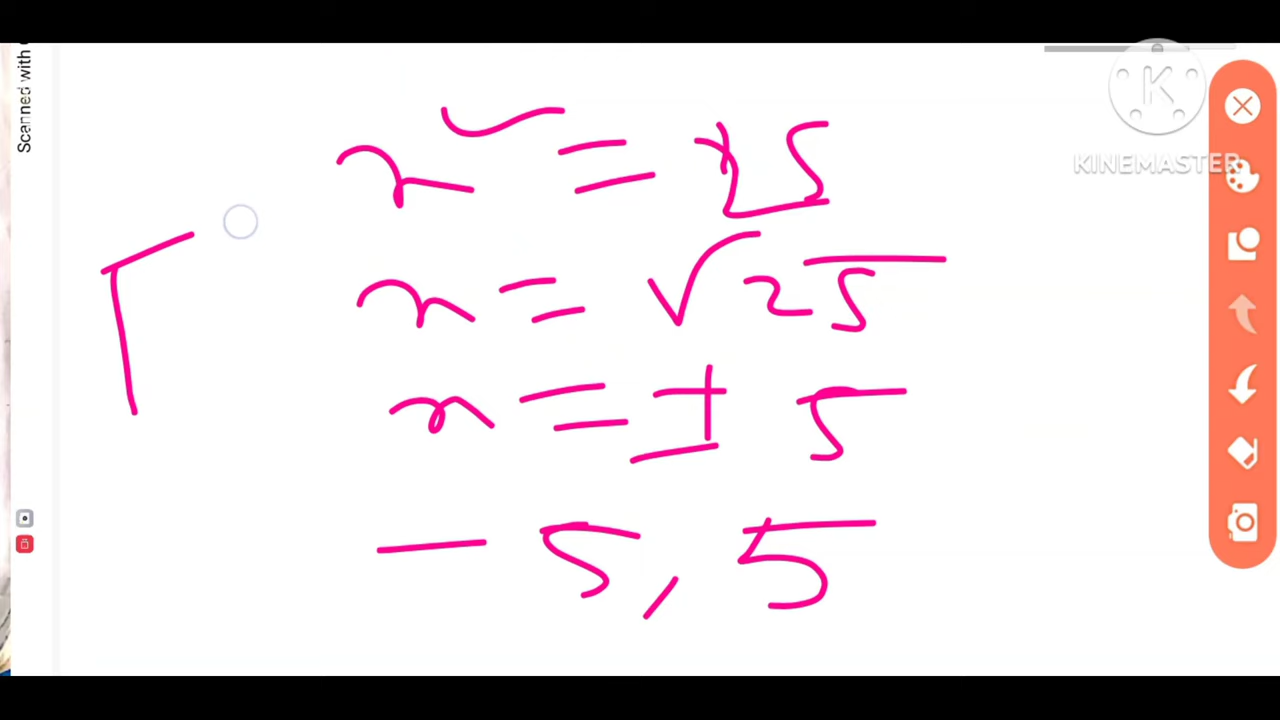 Scanned with
KINEMASTER
x² = 25
x = √25
x = ± 5
− 5, 5